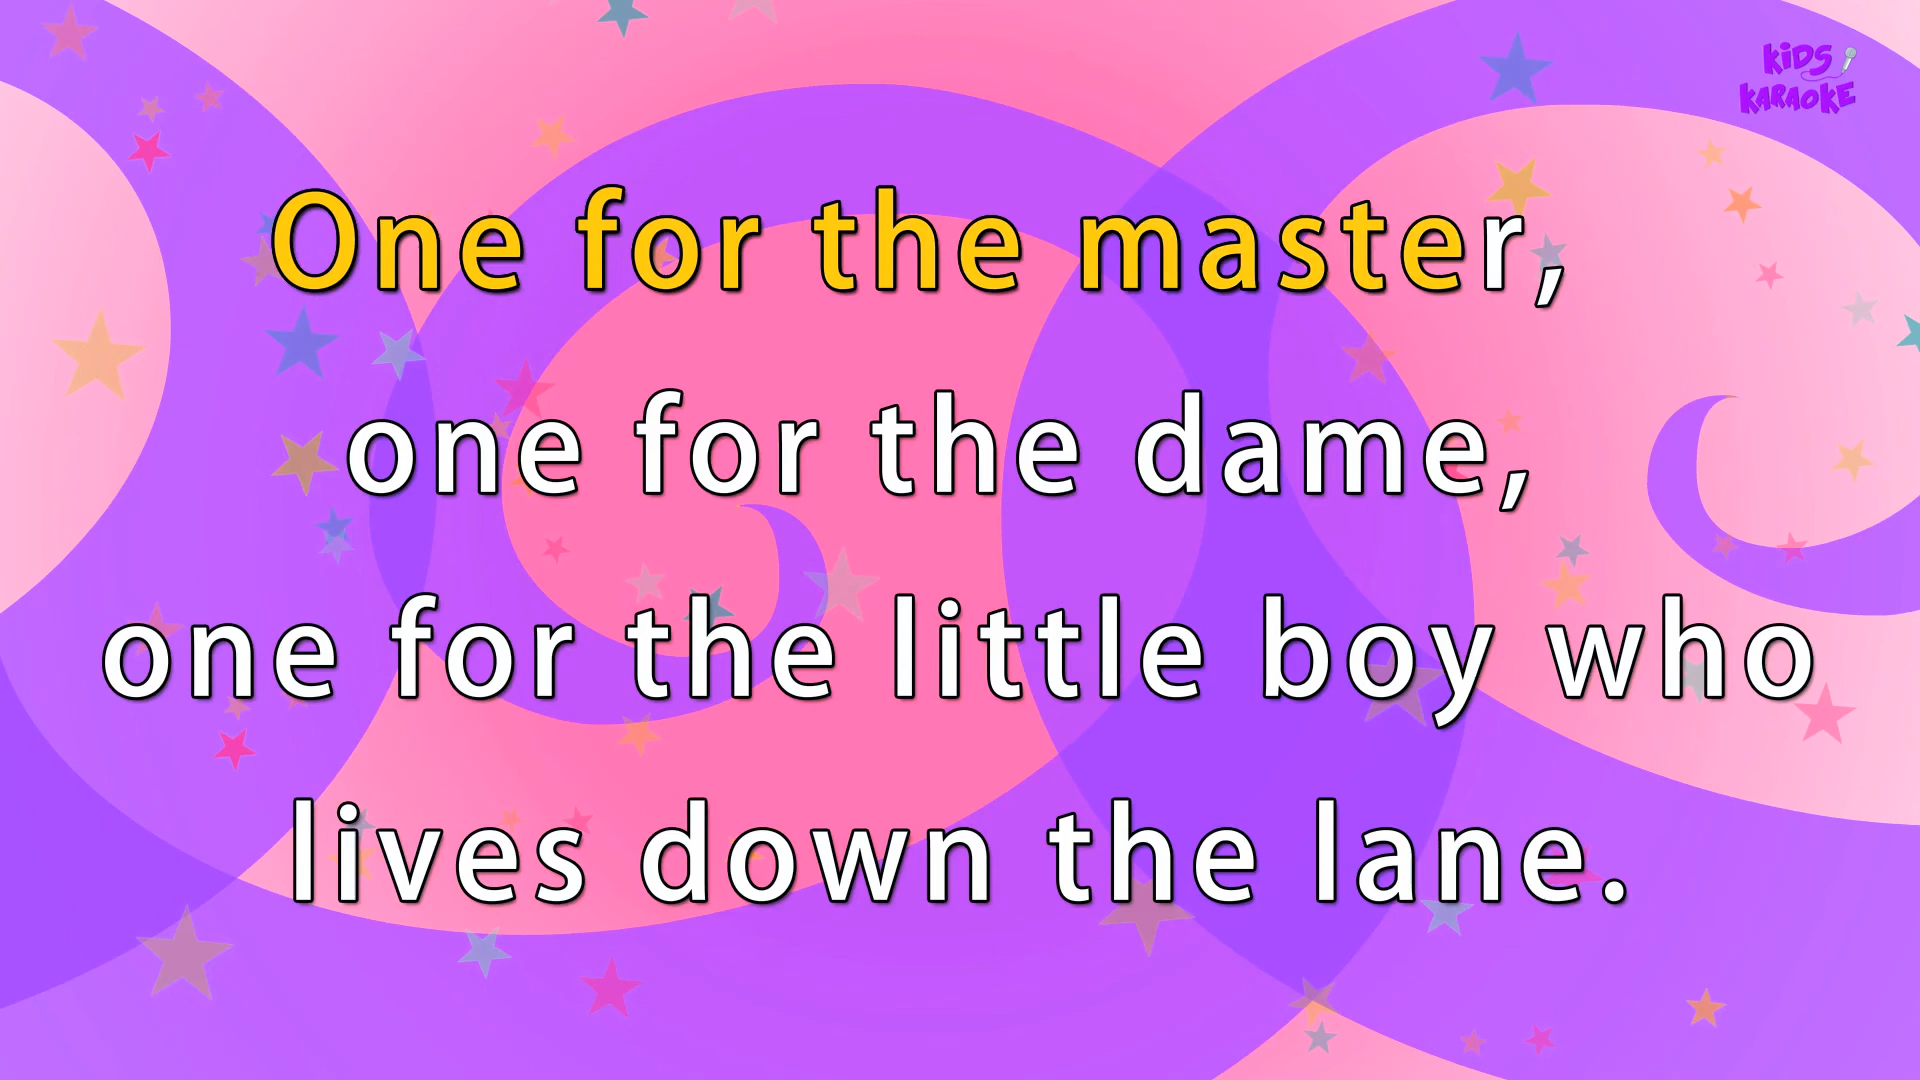 KiDS
KARAOKE
One for the master,
one for the dame,
one for the little boy who
lives down the lane.